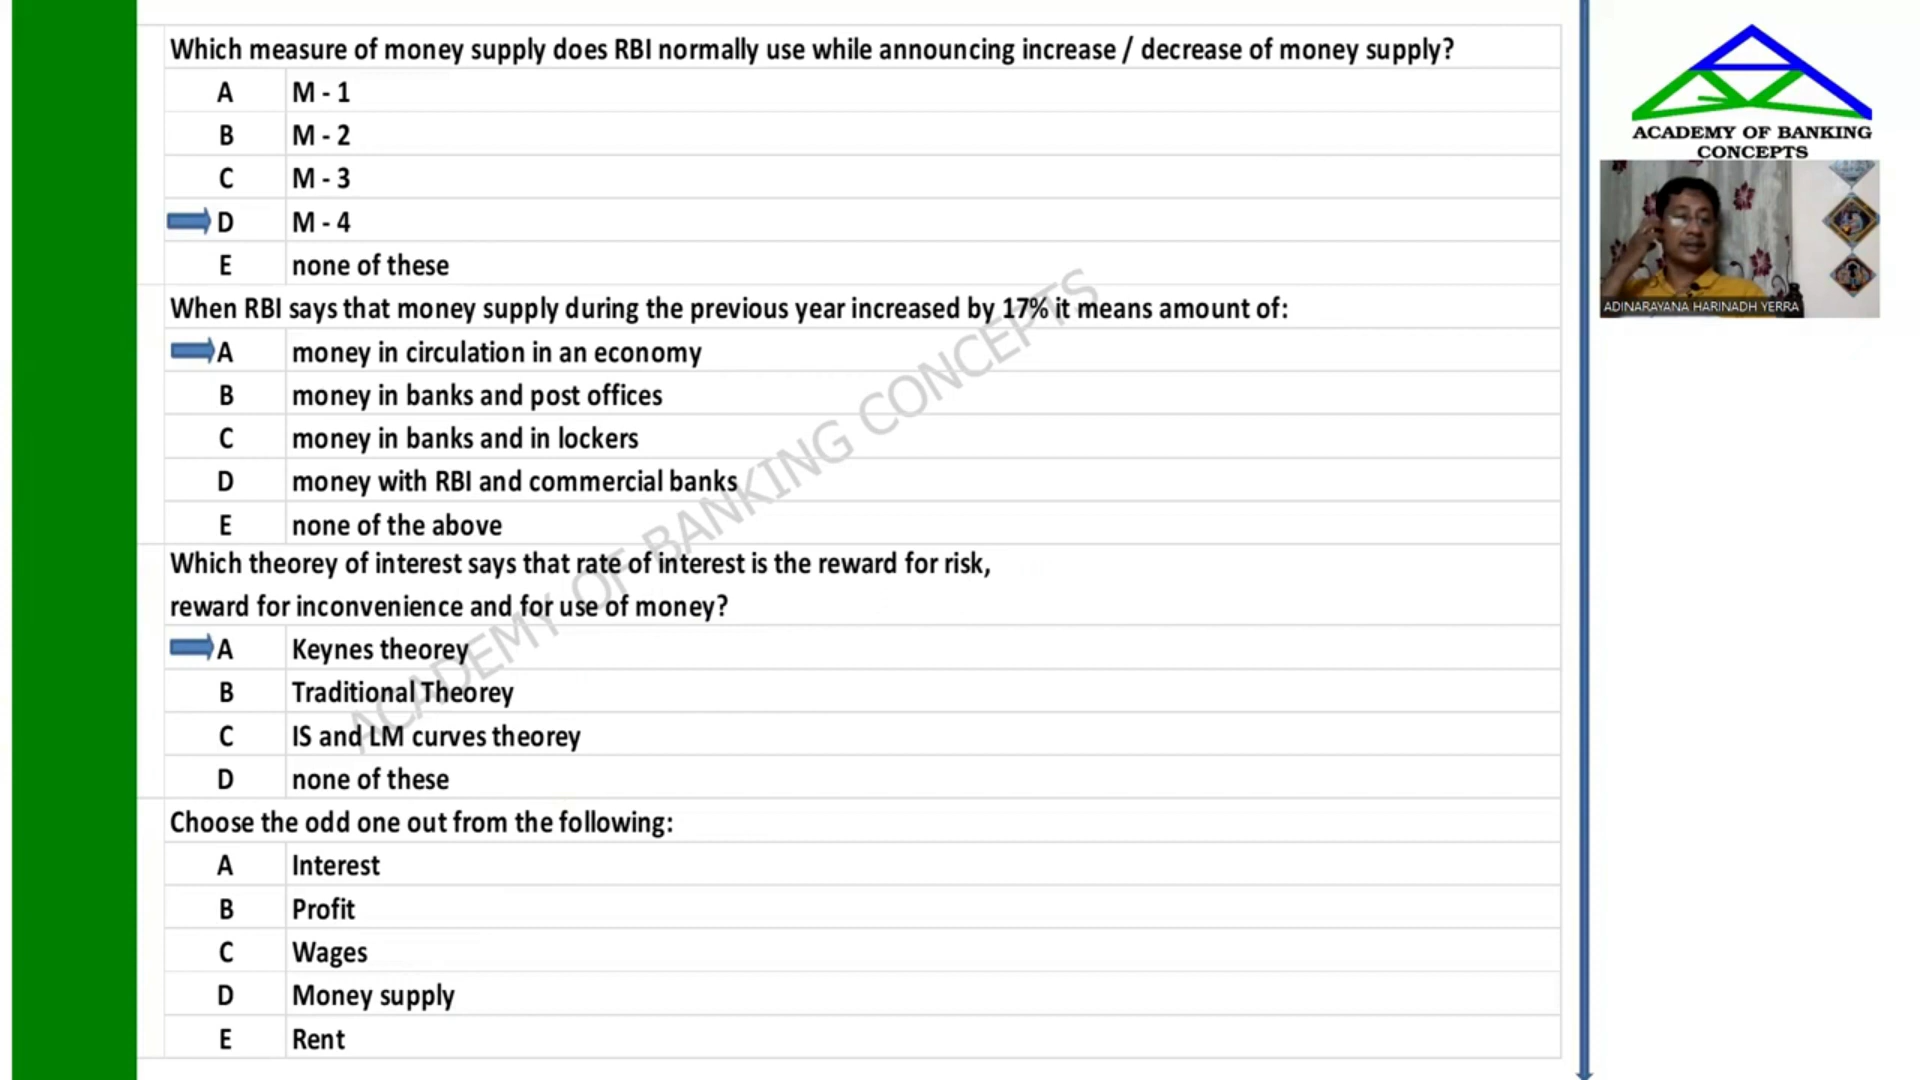 Which measure of money supply does RBI normally use while announcing increase / decrease of money supply?
A M - 1
B M - 2
C M - 3
D M - 4
E none of these
When RBI says that money supply during the previous year increased by 17% it means amount of:
A money in circulation in an economy
B money in banks and post offices
C money in banks and in lockers
D money with RBI and commercial banks
E none of the above
Which theorey of interest says that rate of interest is the reward for risk,
reward for inconvenience and for use of money?
A Keynes theorey
B Traditional Theorey
C IS and LM curves theorey
D none of these
Choose the odd one out from the following:
A Interest
B Profit
C Wages
D Money supply
E Rent
ACADEMY OF BANKING CONCEPTS
ACADEMY OF BANKING
CONCEPTS
ADINARAYANA HARINADH YERRA